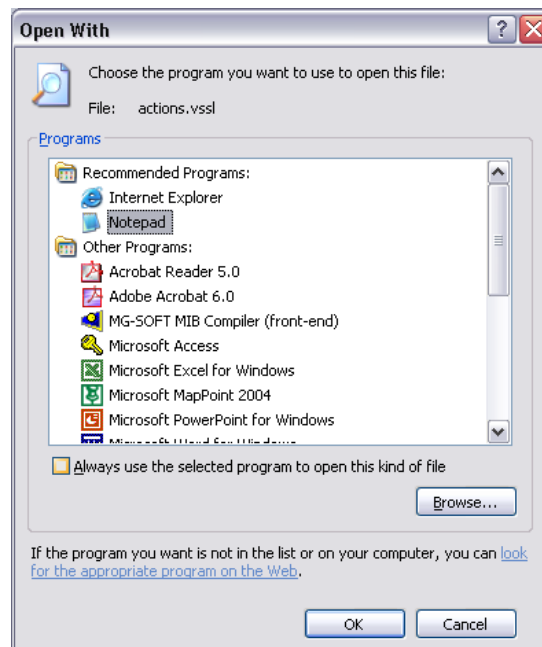 Open With
Choose the program you want to use to open this file:
File: actions.vssl
Programs
Recommended Programs:
Internet Explorer
Notepad
Other Programs:
Acrobat Reader 5.0
Adobe Acrobat 6.0
MG-SOFT MIB Compiler (front-end)
Microsoft Access
Microsoft Excel for Windows
Microsoft MapPoint 2004
Microsoft PowerPoint for Windows
Microsoft Word for Windows
Always use the selected program to open this kind of file
Browse...
If the program you want is not in the list or on your computer, you can look
for the appropriate program on the Web.
OK Cancel